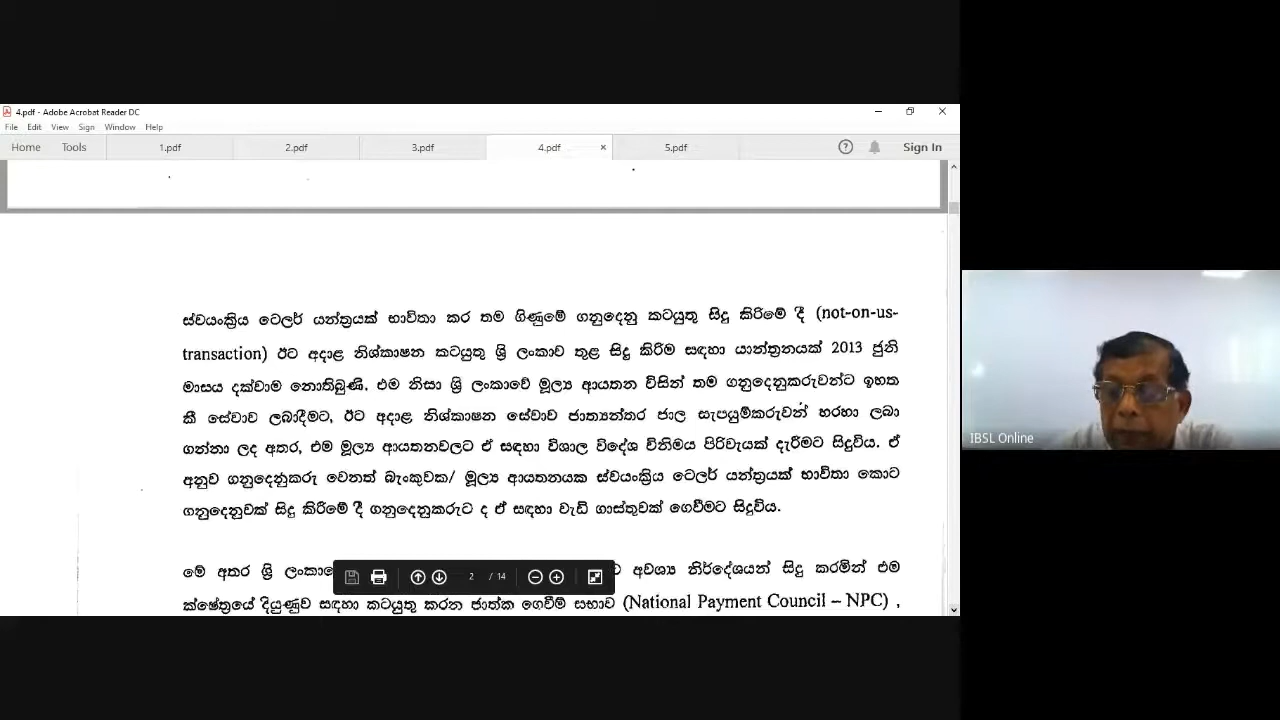 4.pdf - Adobe Acrobat Reader DC
File Edit View Sign Window Help
Home Tools 1.pdf 2.pdf 3.pdf 4.pdf × 5.pdf ? Sign In
ස්වයංක්‍රිය ටෙලර් යන්ත්‍රයක් භාවිතා කර තම ගිණුමේ ගනුදෙනු කටයුතු සිදු කිරීමේ දී (not-on-us-
transaction) ඊට අදාළ නිශ්කාෂන කටයුතු ශ්‍රී ලංකාව තුළ සිදු කිරීම සඳහා යාන්ත්‍රනයක් 2013 ජුනි
මාසය දක්වාම නොතිබුණි. එම නිසා ශ්‍රී ලංකාවේ මූල්‍ය ආයතන විසින් තම ගනුදෙනුකරුවන්ට ඉහත
කී සේවාව ලබාදීමට, ඊට අදාළ නිශ්කාෂන සේවාව ජාත්‍යන්තර ජාල සැපයුම්කරුවන් හරහා ලබා
ගන්නා ලද අතර, එම මූල්‍ය ආයතනවලට ඒ සඳහා විශාල විදේශ විනිමය පිරිවැයක් දැරීමට සිදුවිය. ඒ
අනුව ගනුදෙනුකරු වෙනත් බැංකුවක/ මූල්‍ය ආයතනයක ස්වයංක්‍රිය ටෙලර් යන්ත්‍රයක් භාවිතා කොට
ගනුදෙනුවක් සිදු කිරීමේ දී ගනුදෙනුකරුට ද ඒ සඳහා වැඩි ගාස්තුවක් ගෙවීමට සිදුවිය.
මේ අතර ශ්‍රී අවශ්‍ය නිර්දේශයන් සිදු කරමින් එම
2 / 14
ක්ෂේත්‍රයේ දියුණුව සඳහා කටයුතු කරන ජාතික ගෙවීම් සභාව (National Payment Council – NPC) ,
IBSL Online